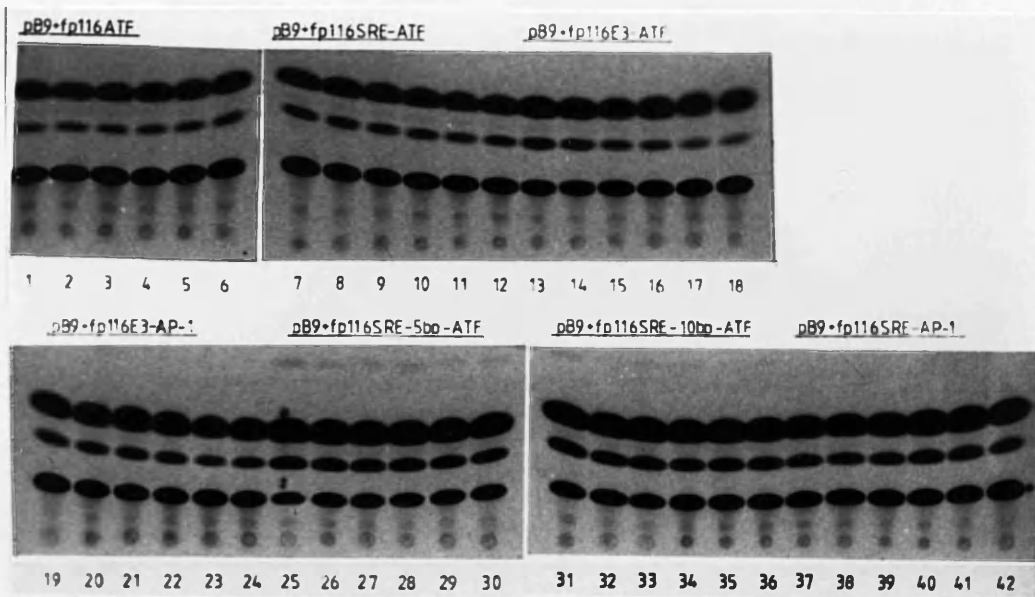 pB9+fp116ATF pB9+fp116SRE-ATF pB9+fp116E3-ATF
1 2 3 4 5 6 7 8 9 10 11 12 13 14 15 16 17 18
pB9+fp116E3-AP-1 pB9+fp116SRE-5bp-ATF pB9+fp116SRE-10bp-ATF pB9+fp116SRE-AP-1
19 20 21 22 23 24 25 26 27 28 29 30 31 32 33 34 35 36 37 38 39 40 41 42